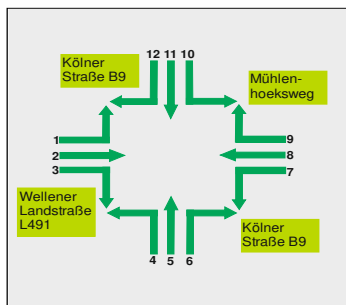 12 11 10
Kölner
Straße B9
Mühlen-
hoeksweg
1
2
3
9
8
7
Wellener
Landstraße
L491
Kölner
Straße B9
4 5 6